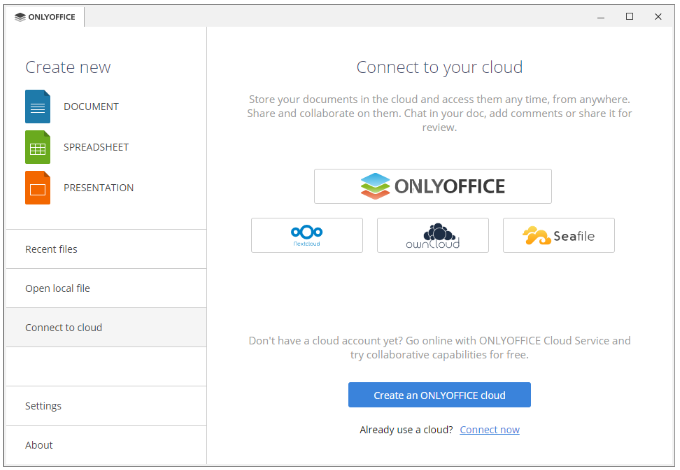 ONLYOFFICE
Create new
DOCUMENT
SPREADSHEET
PRESENTATION
Recent files
Open local file
Connect to cloud
Settings
About
Connect to your cloud
Store your documents in the cloud and access them any time, from anywhere.
Share and collaborate on them. Chat in your doc, add comments or share it for
review.
ONLYOFFICE
Nextcloud
ownCloud
Seafile
Don't have a cloud account yet? Go online with ONLYOFFICE Cloud Service and
try collaborative capabilities for free.
Create an ONLYOFFICE cloud
Already use a cloud? Connect now